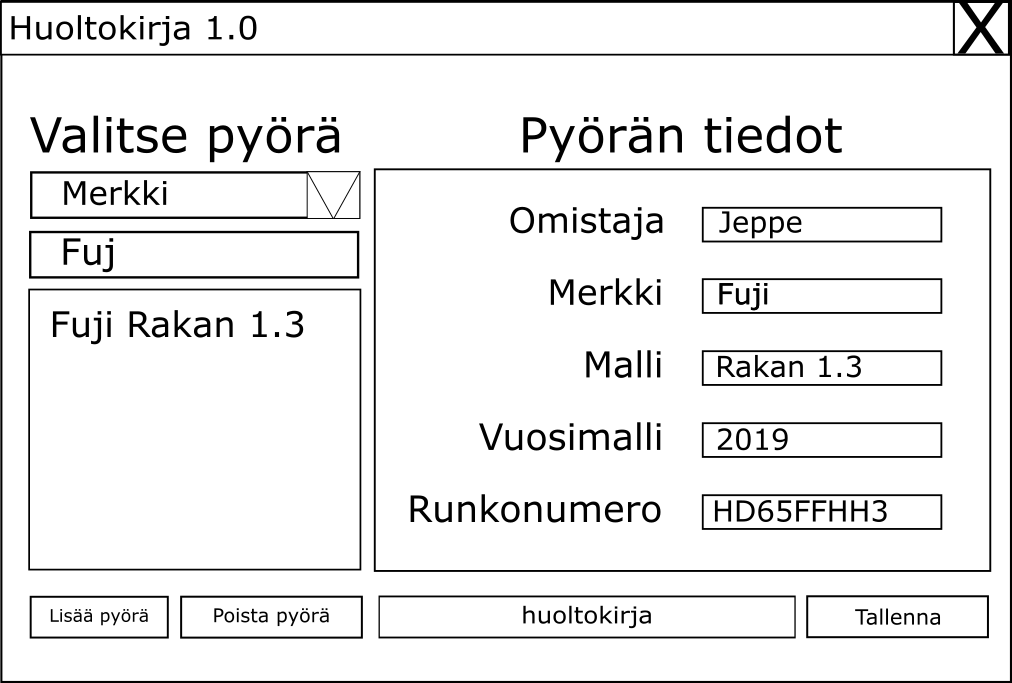 Huoltokirja 1.0
X
Valitse pyörä
Merkki
Fuj
Fuji Rakan 1.3
Pyörän tiedot
Omistaja Jeppe
Merkki Fuji
Malli Rakan 1.3
Vuosimalli 2019
Runkonumero HD65FFHH3
Lisää pyörä
Poista pyörä
huoltokirja
Tallenna